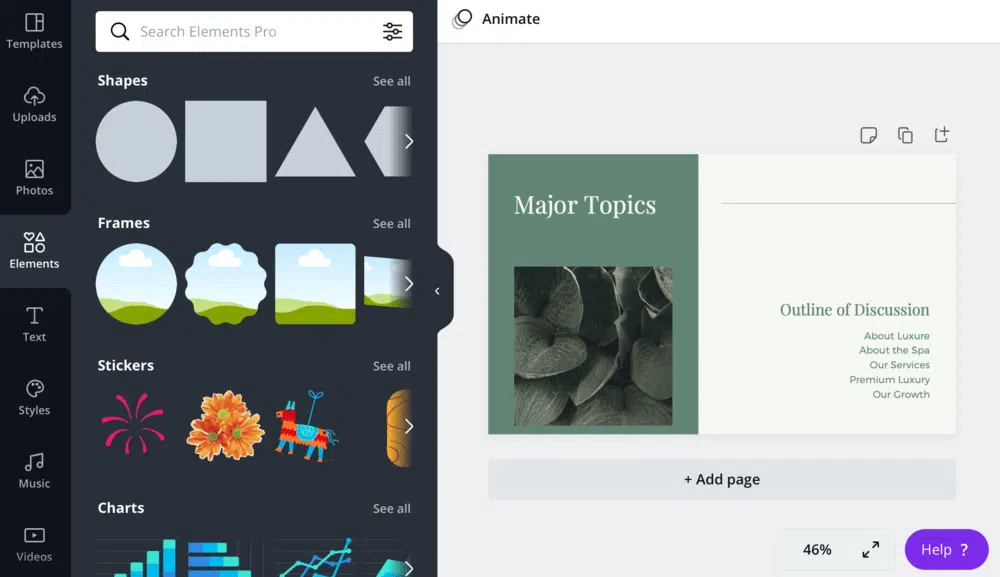 Templates
Uploads
Photos
Elements
Text
Styles
Music
Videos
Search Elements Pro
Shapes
See all
Frames
See all
Stickers
See all
Charts
See all
Animate
Major Topics
Outline of Discussion
About Luxure
About the Spa
Our Services
Premium Luxury
Our Growth
+ Add page
46%
Help ?